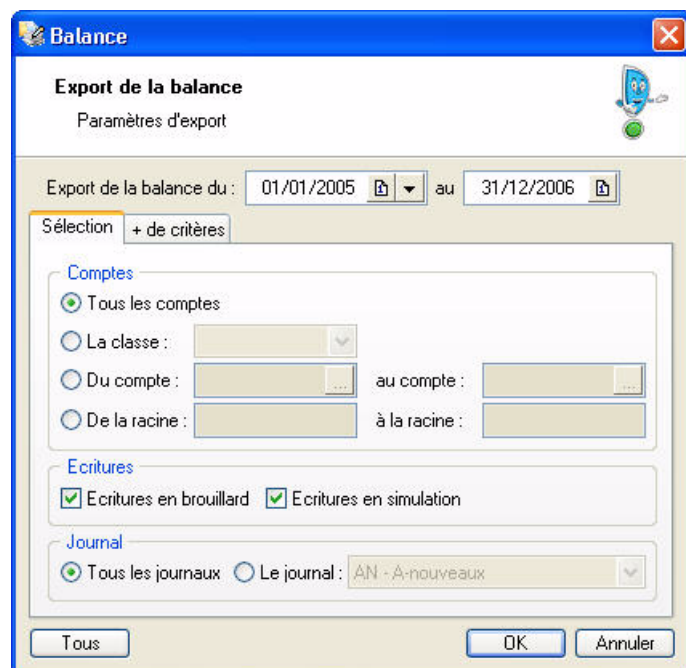 Balance
Export de la balance
Paramètres d'export
Export de la balance du : 01/01/2005 au 31/12/2006
Sélection + de critères
Comptes
Tous les comptes
La classe :
Du compte : ... au compte : ...
De la racine : à la racine :
Ecritures
Ecritures en brouillard Ecritures en simulation
Journal
Tous les journaux Le journal : AN - A-nouveaux
Tous OK Annuler